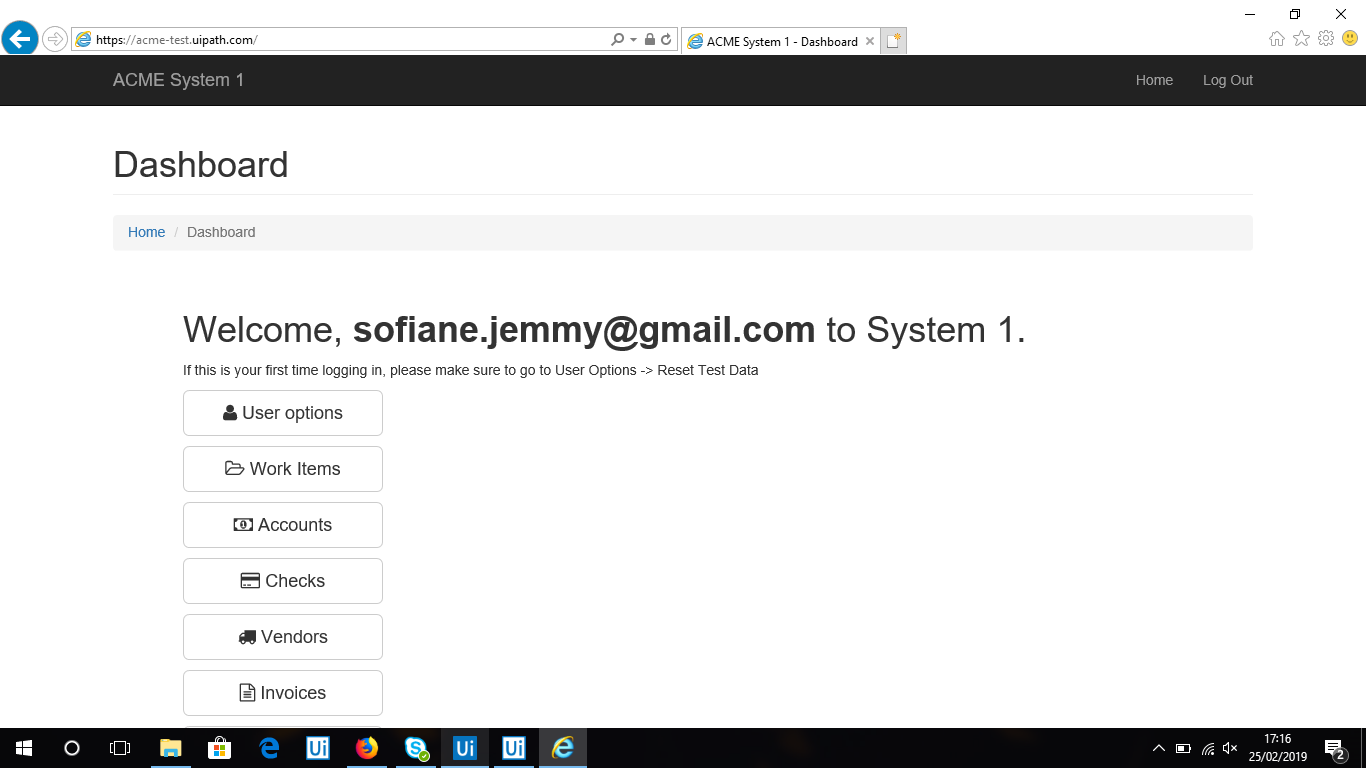 https://acme-test.uipath.com/
ACME System 1 - Dashboard
ACME System 1
Home
Log Out
Dashboard
Home / Dashboard
Welcome, sofiane.jemmy@gmail.com to System 1.
If this is your first time logging in, please make sure to go to User Options -> Reset Test Data
User options
Work Items
Accounts
Checks
Vendors
Invoices
Ui
Ui
Ui
17:16
25/02/2019
2